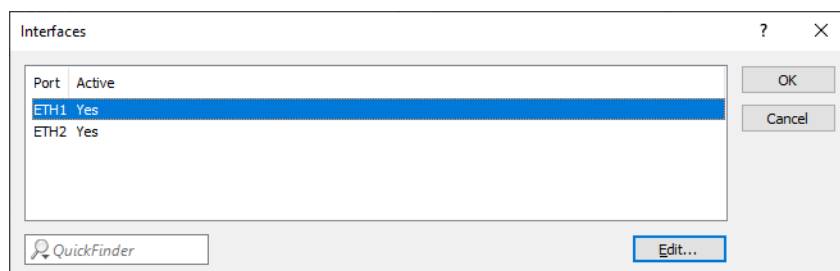 Interfaces ? ×
Port Active
OK
ETH1 Yes
Cancel
ETH2 Yes
QuickFinder
Edit...